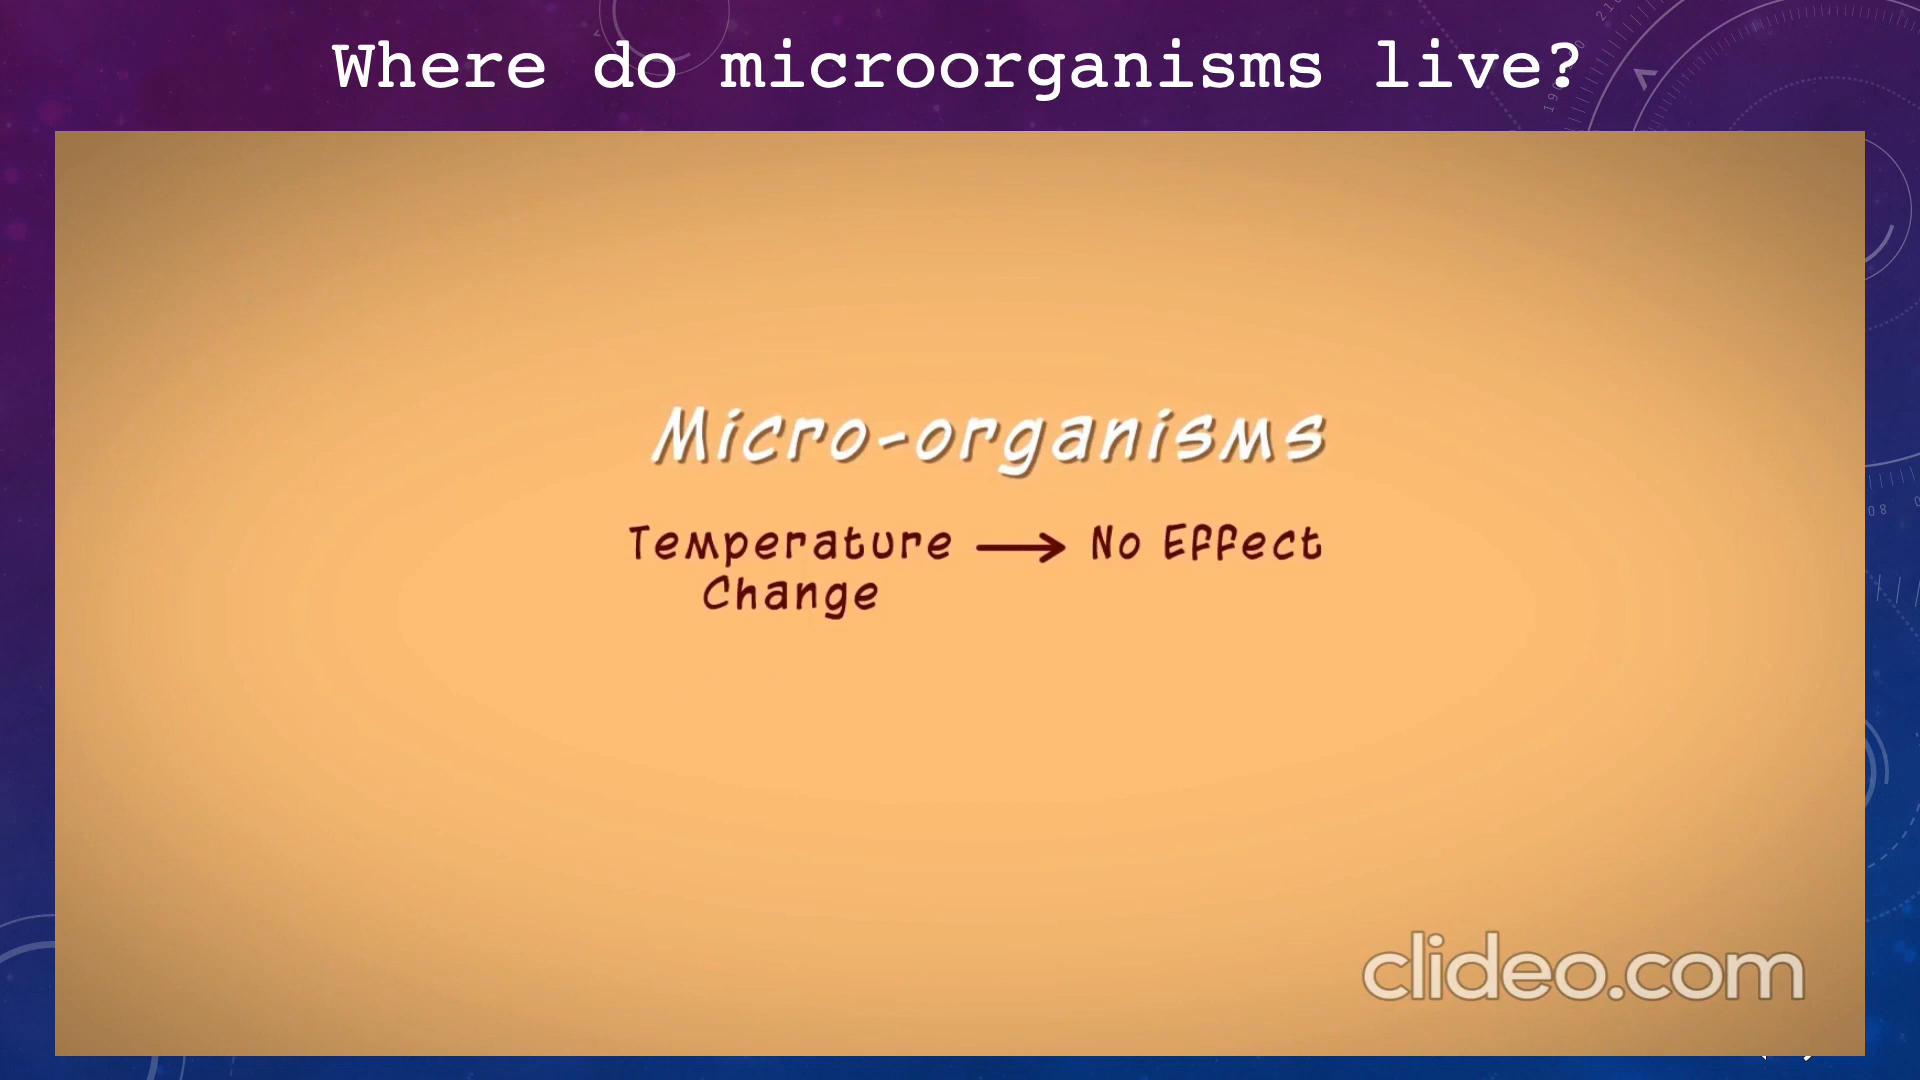 Where do microorganisms live?
Micro-organisms
Temperature → No Effect
Change
clideo.com